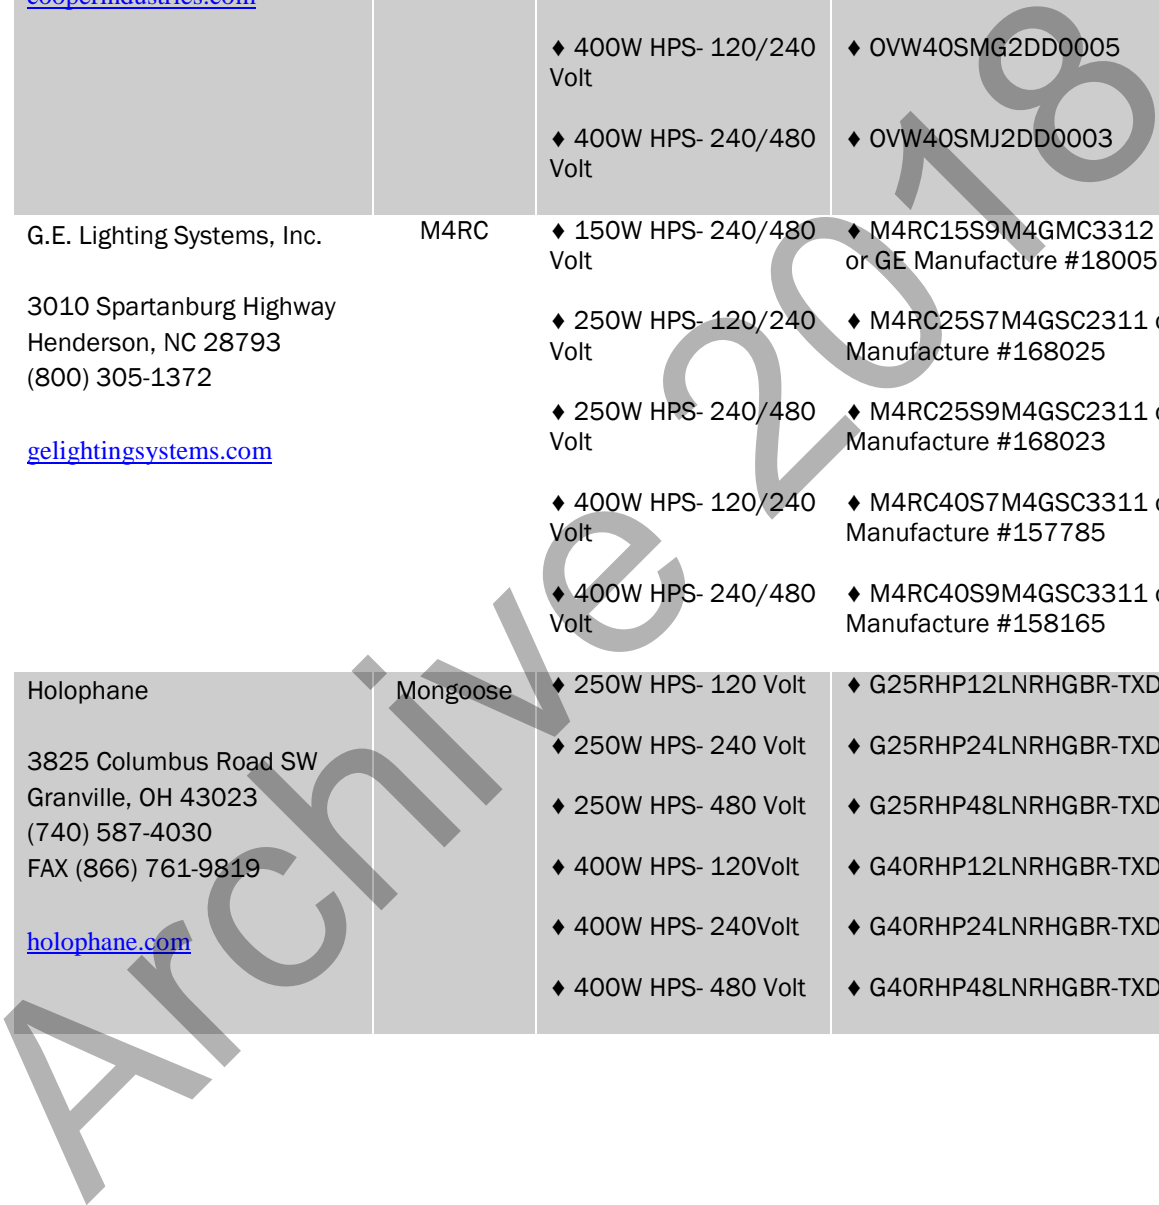 cooperindustries.com
♦ 400W HPS- 120/240
Volt
♦ OVW40SMG2DD0005
♦ 400W HPS- 240/480
Volt
♦ OVW40SMJ2DD0003
G.E. Lighting Systems, Inc.
3010 Spartanburg Highway
Henderson, NC 28793
(800) 305-1372
gelightingsystems.com
M4RC
♦ 150W HPS- 240/480
Volt
♦ M4RC15S9M4GMC3312
or GE Manufacture #18005
♦ 250W HPS- 120/240
Volt
♦ M4RC25S7M4GSC2311
Manufacture #168025
♦ 250W HPS- 240/480
Volt
♦ M4RC25S9M4GSC2311
Manufacture #168023
♦ 400W HPS- 120/240
Volt
♦ M4RC40S7M4GSC3311
Manufacture #157785
♦ 400W HPS- 240/480
Volt
♦ M4RC40S9M4GSC3311
Manufacture #158165
Holophane
3825 Columbus Road SW
Granville, OH 43023
(740) 587-4030
FAX (866) 761-9819
holophane.com
Mongoose
♦ 250W HPS- 120 Volt
♦ G25RHP12LNRHGBR-TXD
♦ 250W HPS- 240 Volt
♦ G25RHP24LNRHGBR-TXD
♦ 250W HPS- 480 Volt
♦ G25RHP48LNRHGBR-TXD
♦ 400W HPS- 120Volt
♦ G40RHP12LNRHGBR-TXD
♦ 400W HPS- 240Volt
♦ G40RHP24LNRHGBR-TXD
♦ 400W HPS- 480 Volt
♦ G40RHP48LNRHGBR-TXD
Archive 2018